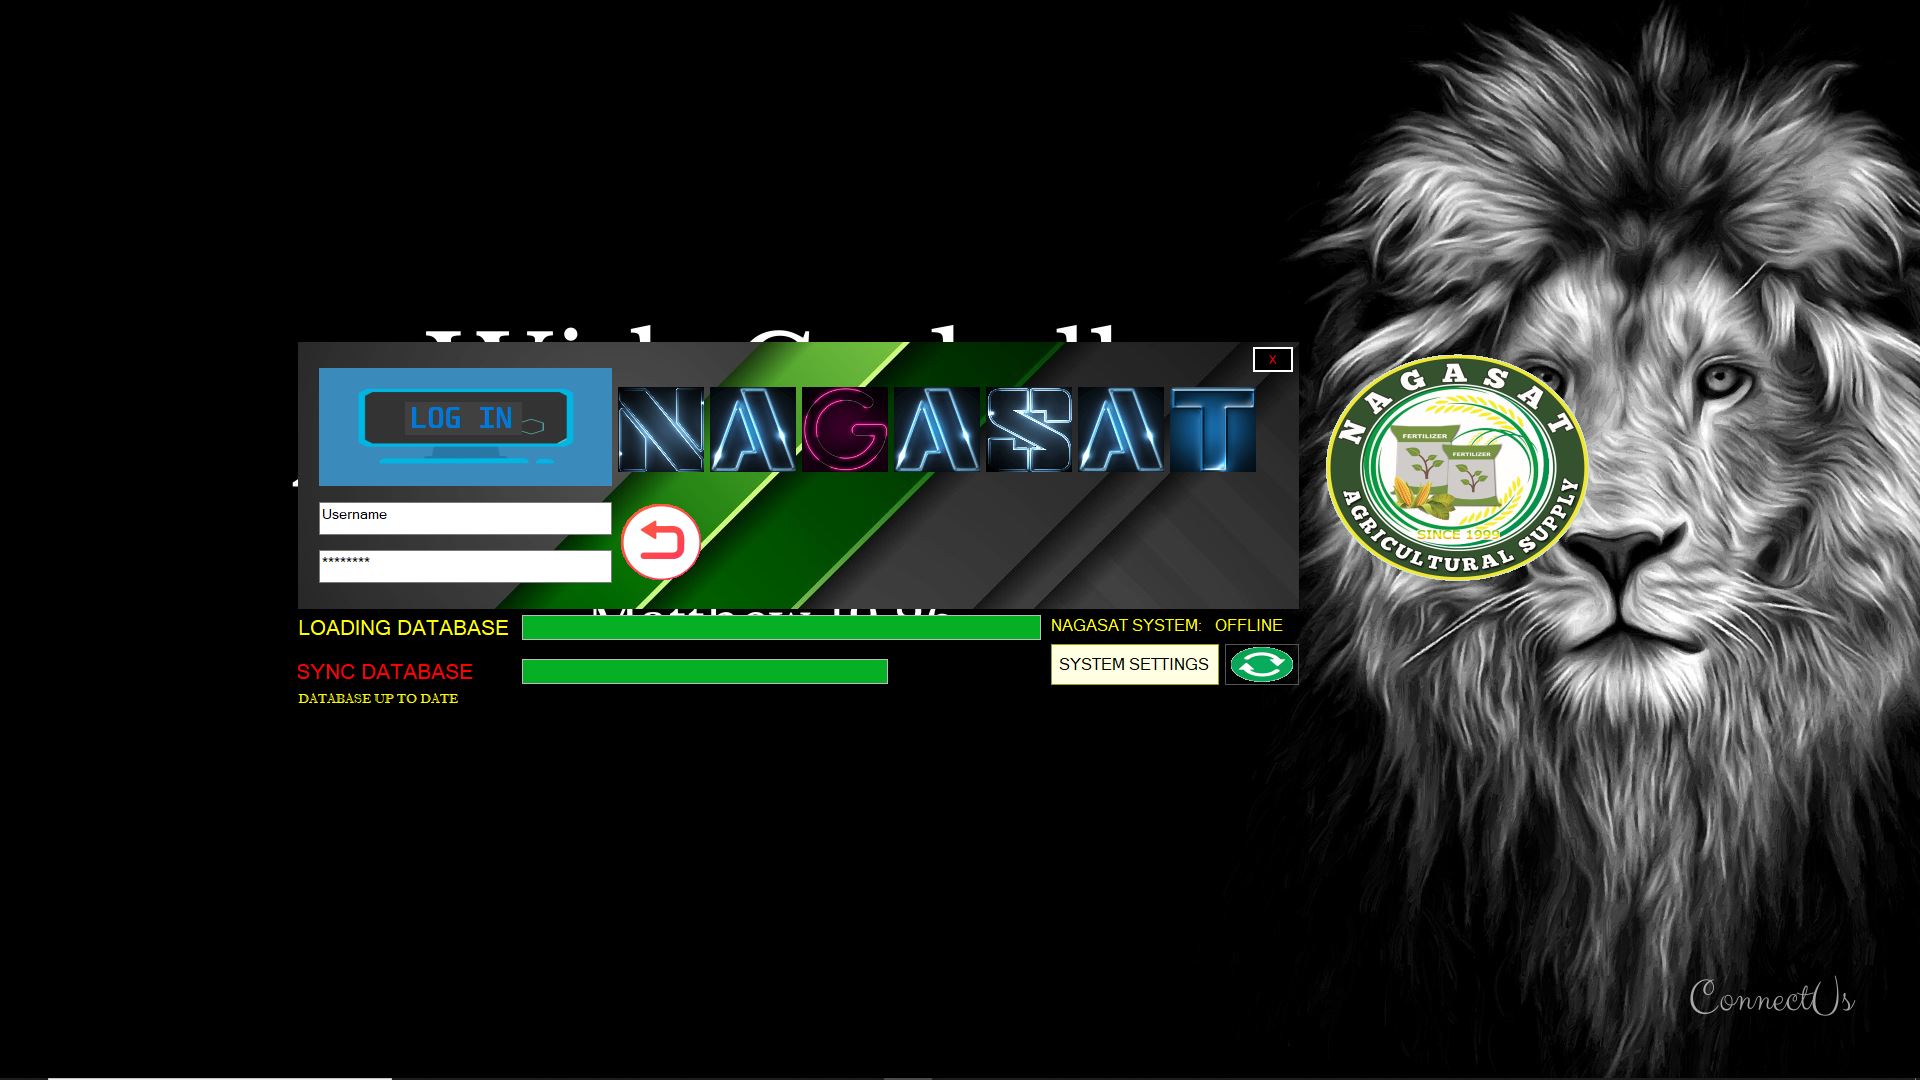 X
LOG IN
NAGASAT
Username
********
LOADING DATABASE
NAGASAT SYSTEM: OFFLINE
SYNC DATABASE
SYSTEM SETTINGS
DATABASE UP TO DATE
NAGASAT
FERTILIZER
FERTILIZER
SINCE 1999
AGRICULTURAL SUPPLY
ConnectUs